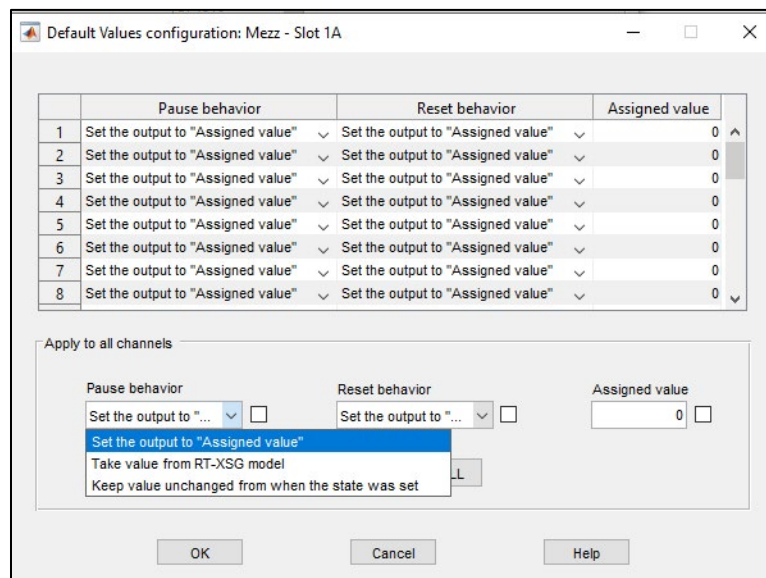 Default Values configuration: Mezz - Slot 1A
Pause behavior Reset behavior Assigned value
1 Set the output to "Assigned value" Set the output to "Assigned value" 0
2 Set the output to "Assigned value" Set the output to "Assigned value" 0
3 Set the output to "Assigned value" Set the output to "Assigned value" 0
4 Set the output to "Assigned value" Set the output to "Assigned value" 0
5 Set the output to "Assigned value" Set the output to "Assigned value" 0
6 Set the output to "Assigned value" Set the output to "Assigned value" 0
7 Set the output to "Assigned value" Set the output to "Assigned value" 0
8 Set the output to "Assigned value" Set the output to "Assigned value" 0
Apply to all channels
Pause behavior Reset behavior Assigned value
Set the output to "... Set the output to "... 0
Set the output to "Assigned value"
Take value from RT-XSG model
Keep value unchanged from when the state was set
OK Cancel Help